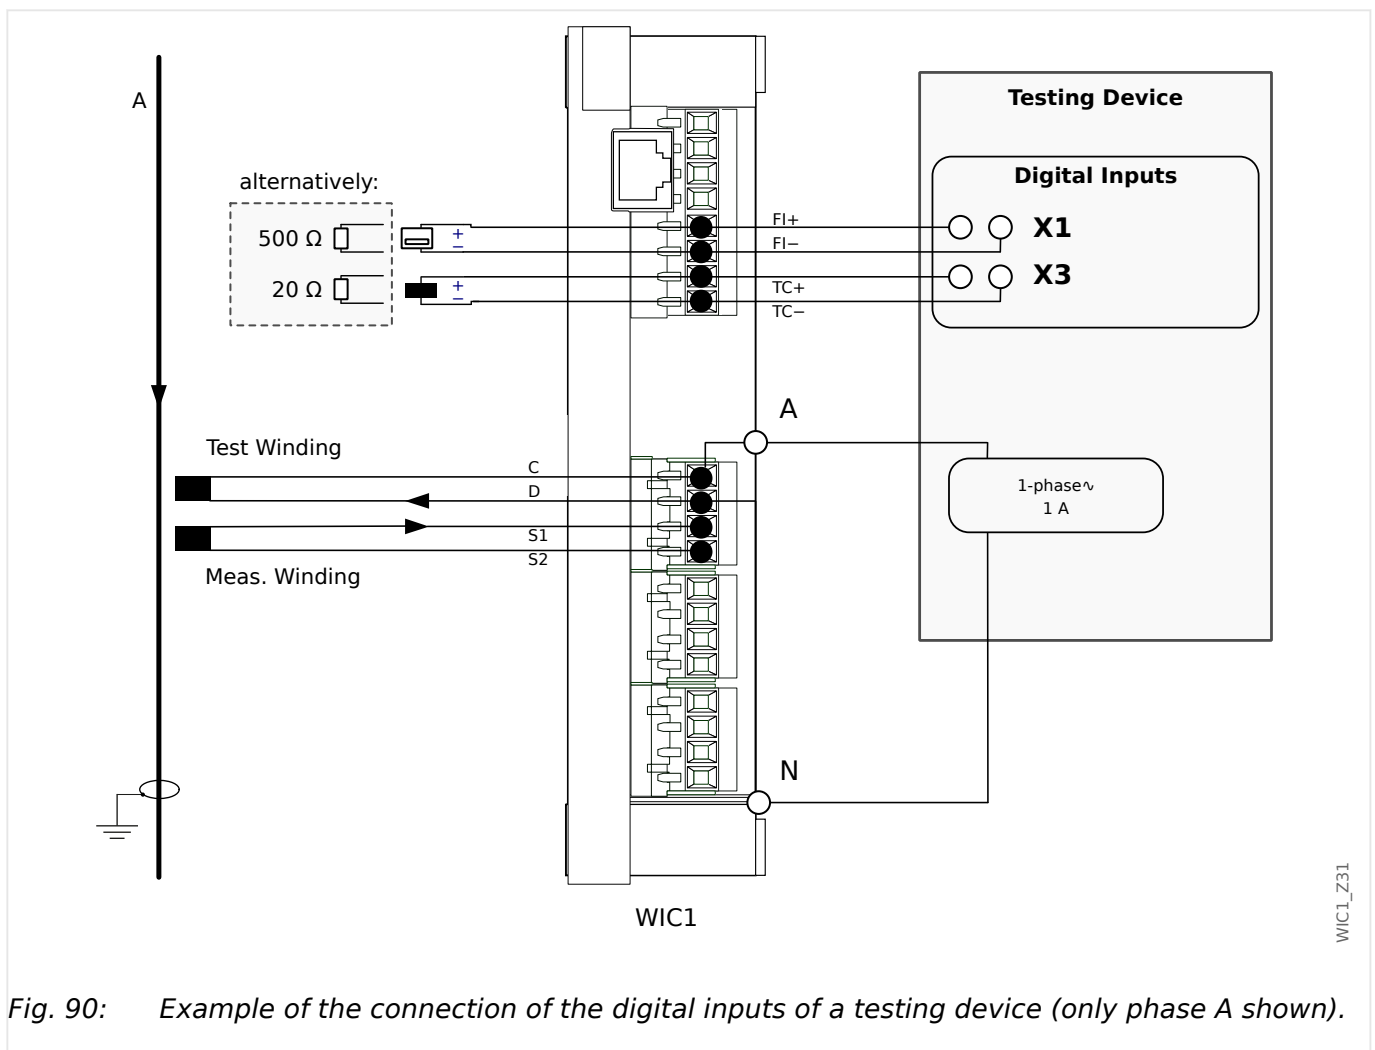 A
Testing Device
Digital Inputs
alternatively:
500 Ω
+
−
FI+
FI−
X1
20 Ω
+
−
TC+
TC−
X3
A
Test Winding
C
D
S1
S2
Meas. Winding
1-phase∿
1 A
N
WIC1
WIC1_Z31
Fig. 90: Example of the connection of the digital inputs of a testing device (only phase A shown).